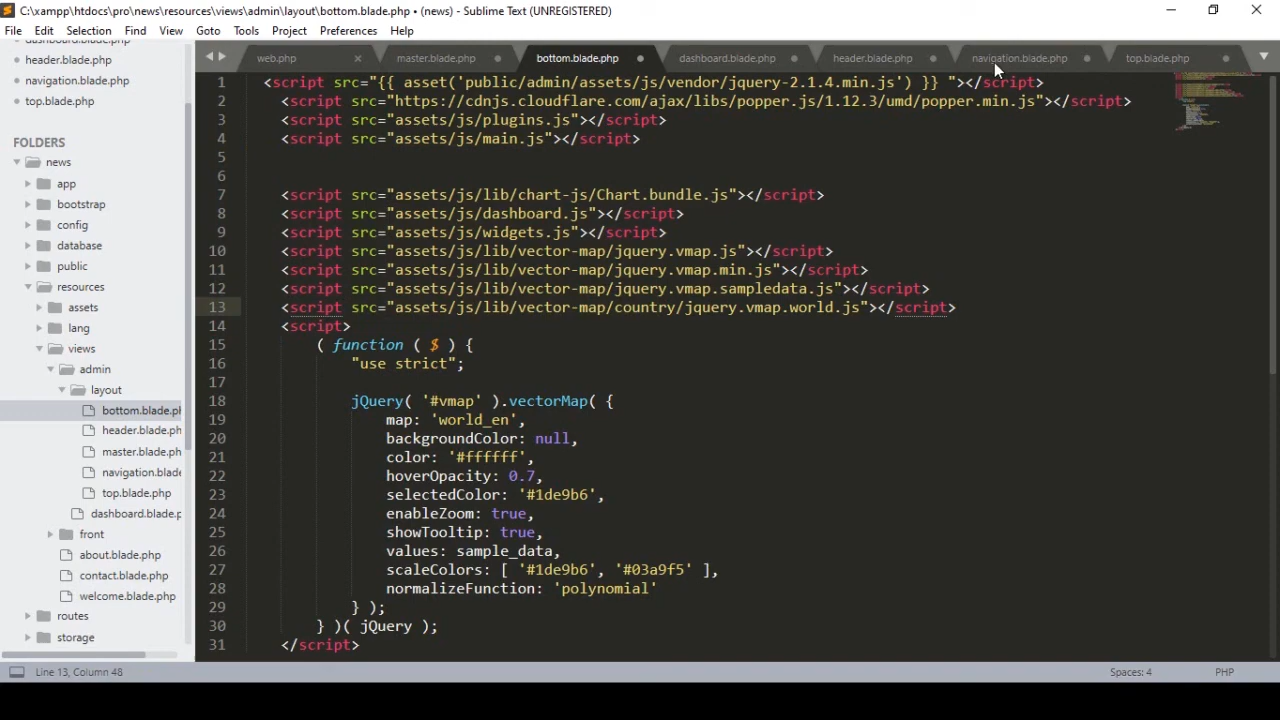 C:\xampp\htdocs\pro\news\resources\views\admin\layout\bottom.blade.php • (news) - Sublime Text (UNREGISTERED)
File Edit Selection Find View Goto Tools Project Preferences Help
web.php master.blade.php bottom.blade.php dashboard.blade.php header.blade.php navigation.blade.php top.blade.php
header.blade.php
navigation.blade.php
top.blade.php
FOLDERS
news
app
bootstrap
config
database
public
resources
assets
lang
views
admin
layout
bottom.blade.ph
header.blade.ph
master.blade.ph
navigation.blade
top.blade.php
dashboard.blade.p
front
about.blade.php
contact.blade.php
welcome.blade.php
routes
storage
1 <script src="{{ asset('public/admin/assets/js/vendor/jquery-2.1.4.min.js') }} "></script>
2 <script src="https://cdnjs.cloudflare.com/ajax/libs/popper.js/1.12.3/umd/popper.min.js"></script>
3 <script src="assets/js/plugins.js"></script>
4 <script src="assets/js/main.js"></script>
5
6
7 <script src="assets/js/lib/chart-js/Chart.bundle.js"></script>
8 <script src="assets/js/dashboard.js"></script>
9 <script src="assets/js/widgets.js"></script>
10 <script src="assets/js/lib/vector-map/jquery.vmap.js"></script>
11 <script src="assets/js/lib/vector-map/jquery.vmap.min.js"></script>
12 <script src="assets/js/lib/vector-map/jquery.vmap.sampledata.js"></script>
13 <script src="assets/js/lib/vector-map/country/jquery.vmap.world.js"></script>
14 <script>
15 ( function ( $ ) {
16 "use strict";
17
18 jQuery( '#vmap' ).vectorMap( {
19 map: 'world_en',
20 backgroundColor: null,
21 color: '#ffffff',
22 hoverOpacity: 0.7,
23 selectedColor: '#1de9b6',
24 enableZoom: true,
25 showTooltip: true,
26 values: sample_data,
27 scaleColors: [ '#1de9b6', '#03a9f5' ],
28 normalizeFunction: 'polynomial'
29 } );
30 } )( jQuery );
31 </script>
Line 13, Column 48 Spaces: 4 PHP